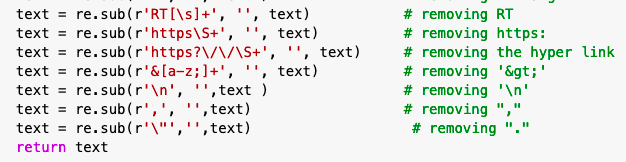 text = re.sub(r'RT[\s]+', '', text) # removing RT
text = re.sub(r'https\S+', '', text) # removing https:
text = re.sub(r'https?\/\/\S+', '', text) # removing the hyper link
text = re.sub(r'&[a-z;]+', '', text) # removing '&gt;'
text = re.sub(r'\n', '',text ) # removing '\n'
text = re.sub(r',', '',text) # removing ","
text = re.sub(r'\"','',text) # removing "."
return text